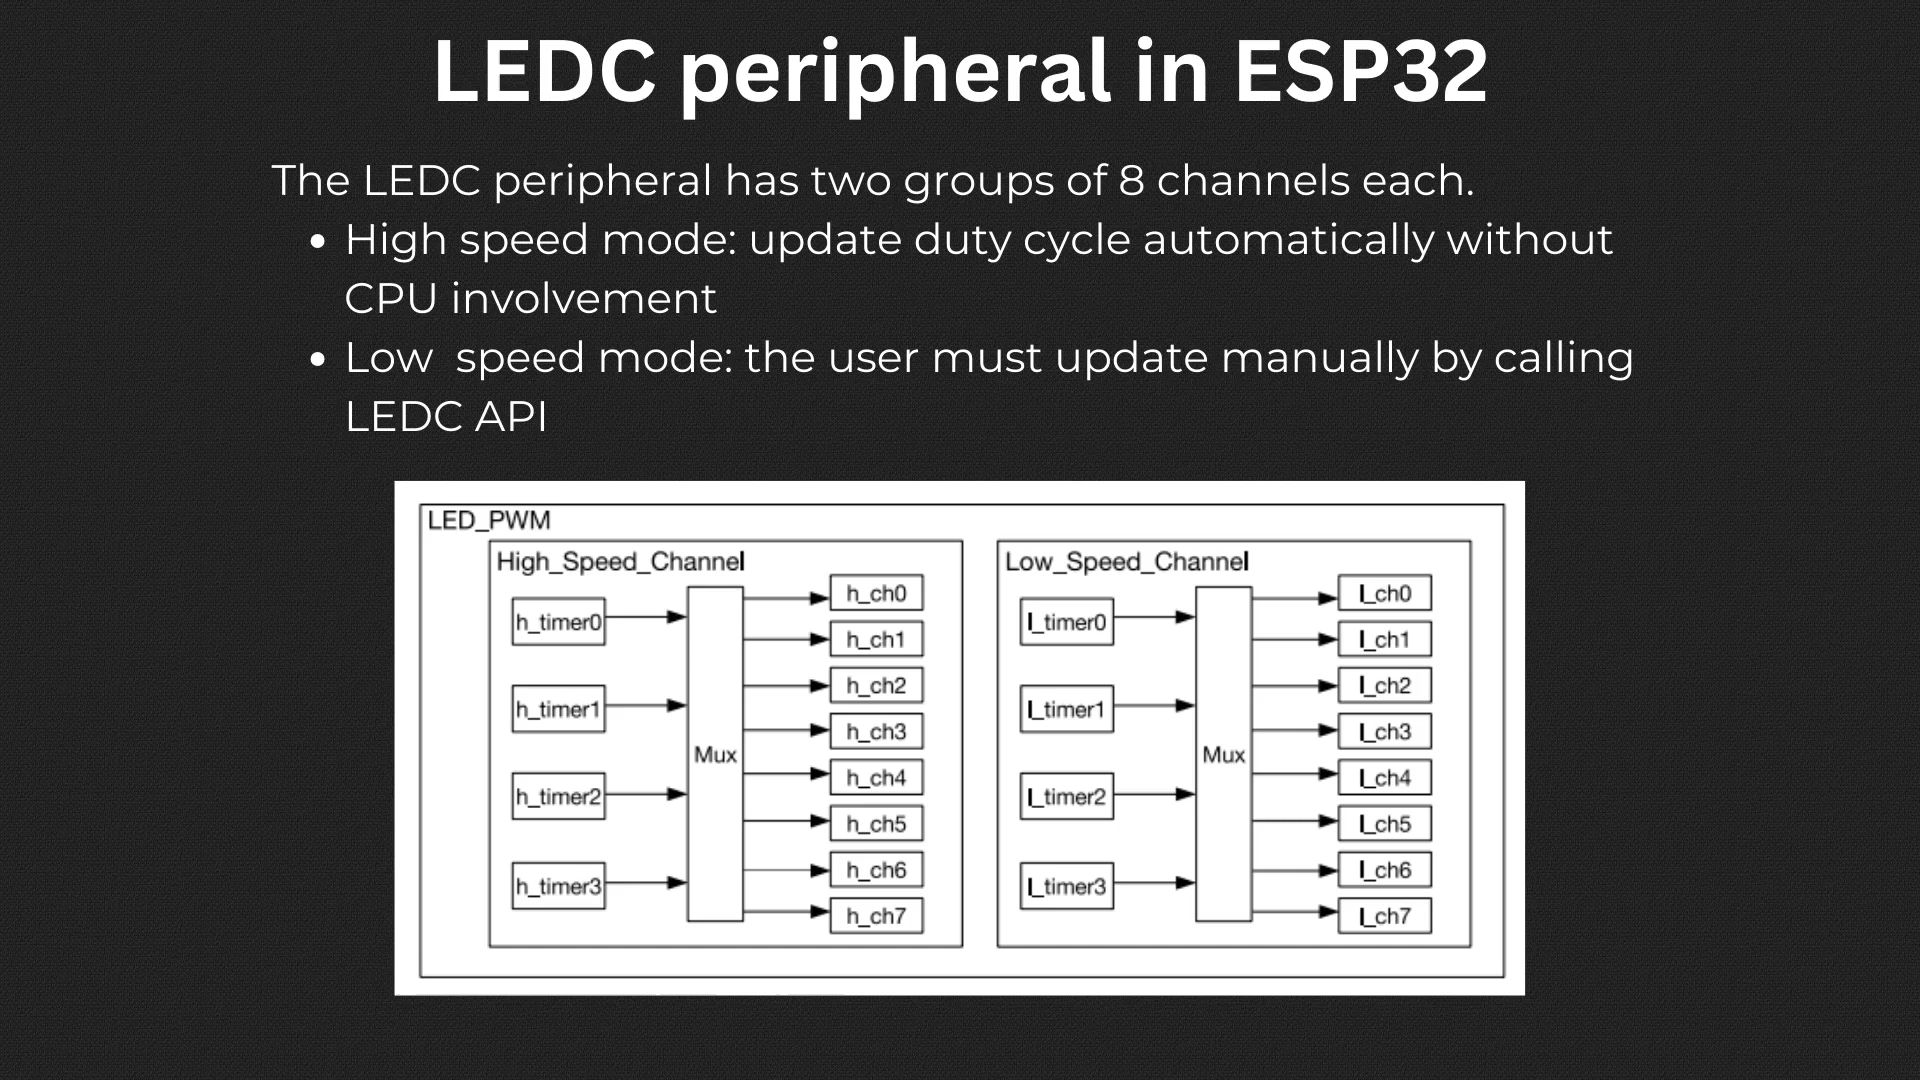 LEDC peripheral in ESP32
The LEDC peripheral has two groups of 8 channels each.
• High speed mode: update duty cycle automatically without
CPU involvement
• Low  speed mode: the user must update manually by calling
LEDC API
LED_PWM
High_Speed_Channel
h_timer0
h_timer1
h_timer2
h_timer3
Mux
h_ch0
h_ch1
h_ch2
h_ch3
h_ch4
h_ch5
h_ch6
h_ch7
Low_Speed_Channel
l_timer0
l_timer1
l_timer2
l_timer3
Mux
l_ch0
l_ch1
l_ch2
l_ch3
l_ch4
l_ch5
l_ch6
l_ch7